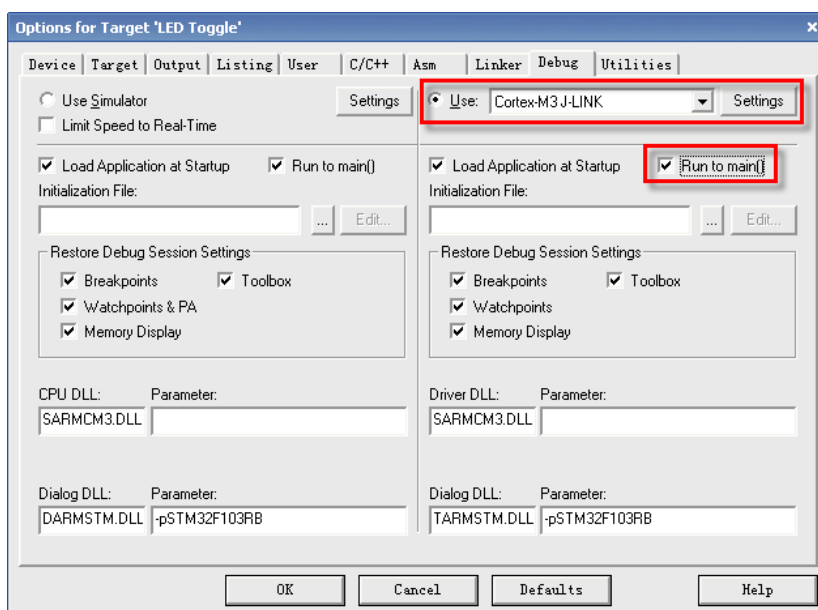 Options for Target 'LED Toggle'
Device Target Output Listing User C/C++ Asm Linker Debug Utilities
Use Simulator Settings Use: Cortex-M3 J-LINK Settings
Limit Speed to Real-Time
Load Application at Startup Run to main() Load Application at Startup Run to main()
Initialization File: Initialization File:
... Edit... ... Edit...
Restore Debug Session Settings Restore Debug Session Settings
Breakpoints Toolbox Breakpoints Toolbox
Watchpoints & PA Watchpoints
Memory Display Memory Display
CPU DLL: Parameter: Driver DLL: Parameter:
SARMCM3.DLL SARMCM3.DLL
Dialog DLL: Parameter: Dialog DLL: Parameter:
DARMSTM.DLL -pSTM32F103RB TARMSTM.DLL -pSTM32F103RB
OK Cancel Defaults Help